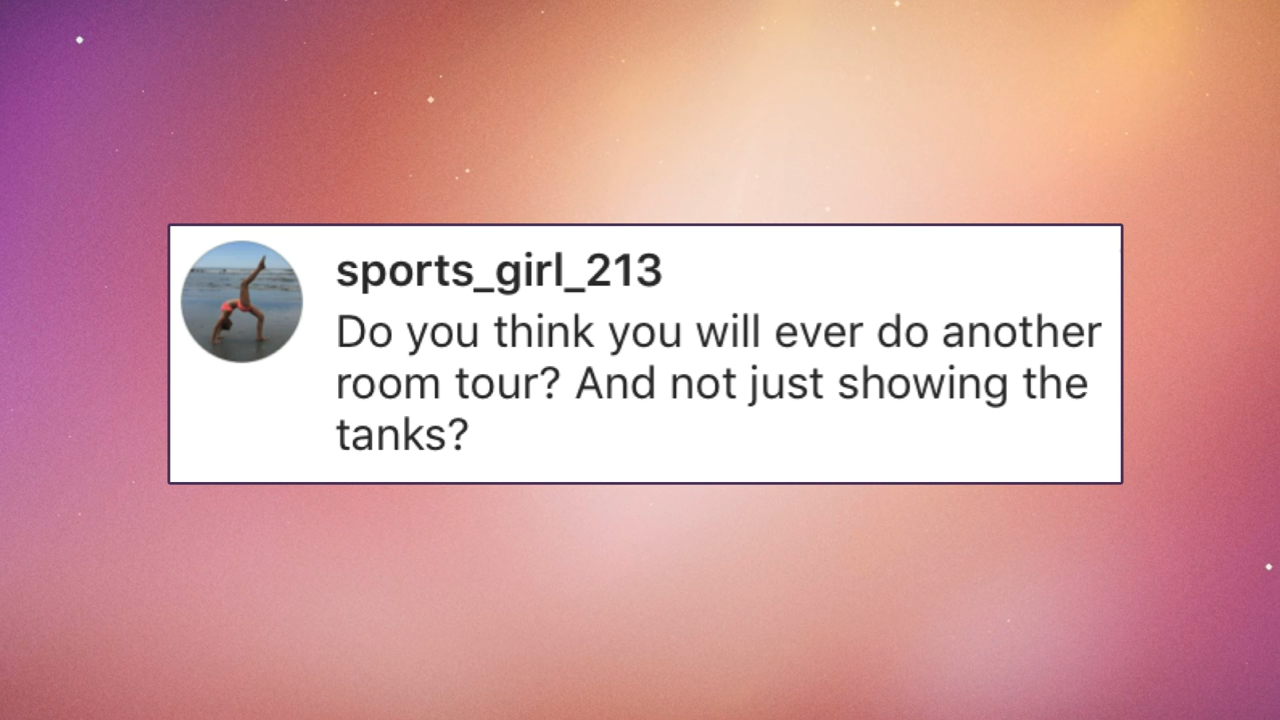 sports_girl_213
Do you think you will ever do another
room tour? And not just showing the
tanks?